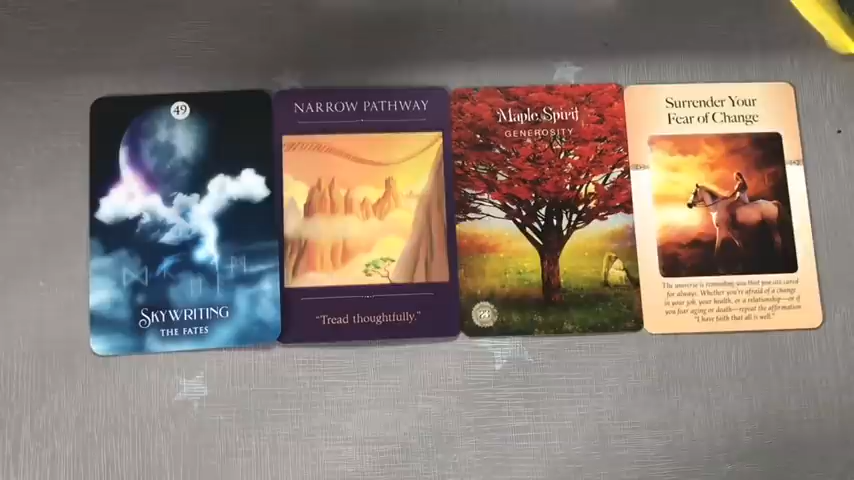 49
SKYWRITING
THE FATES
NARROW PATHWAY
"Tread thoughtfully."
Maple Spirit
GENEROSITY
Surrender Your
Fear of Change
The universe is reminding you that you are cared
for always. Whether you're afraid of a change
in your job, your health, or a relationship—or if
you fear aging or death—repeat the affirmation
"I have faith that all is well."